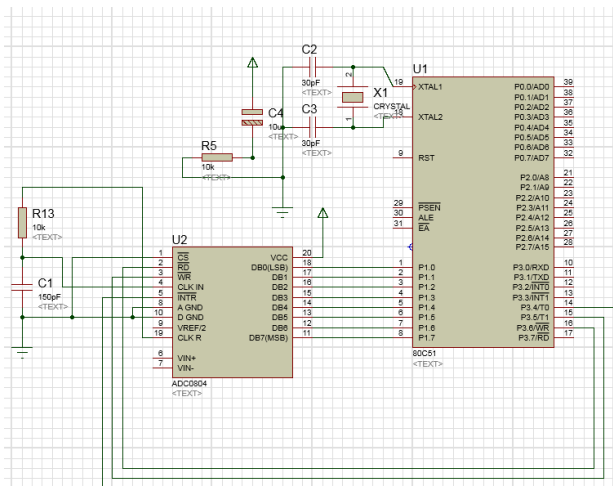 C2
30pF
<TEXT>
C3
30pF
<TEXT>
2
1
X1
CRYSTAL
<TEXT>
C4
10u
<TEXT>
R5
10k
<TEXT>
R13
10k
<TEXT>
C1
150pF
<TEXT>
U1
19 XTAL1
18 XTAL2
9 RST
29 PSEN
30 ALE
31 EA
1 P1.0
2 P1.1
3 P1.2
4 P1.3
5 P1.4
6 P1.5
7 P1.6
8 P1.7
P0.0/AD0 39
P0.1/AD1 38
P0.2/AD2 37
P0.3/AD3 36
P0.4/AD4 35
P0.5/AD5 34
P0.6/AD6 33
P0.7/AD7 32
P2.0/A8 21
P2.1/A9 22
P2.2/A10 23
P2.3/A11 24
P2.4/A12 25
P2.5/A13 26
P2.6/A14 27
P2.7/A15 28
P3.0/RXD 10
P3.1/TXD 11
P3.2/INT0 12
P3.3/INT1 13
P3.4/T0 14
P3.5/T1 15
P3.6/WR 16
P3.7/RD 17
80C51
<TEXT>
U2
1 CS
2 RD
3 WR
4 CLK IN
5 INTR
8 A GND
10 D GND
9 VREF/2
19 CLK R
6 VIN+
7 VIN-
VCC 20
DB0(LSB) 18
DB1 17
DB2 16
DB3 15
DB4 14
DB5 13
DB6 12
DB7(MSB) 11
ADC0804
<TEXT>